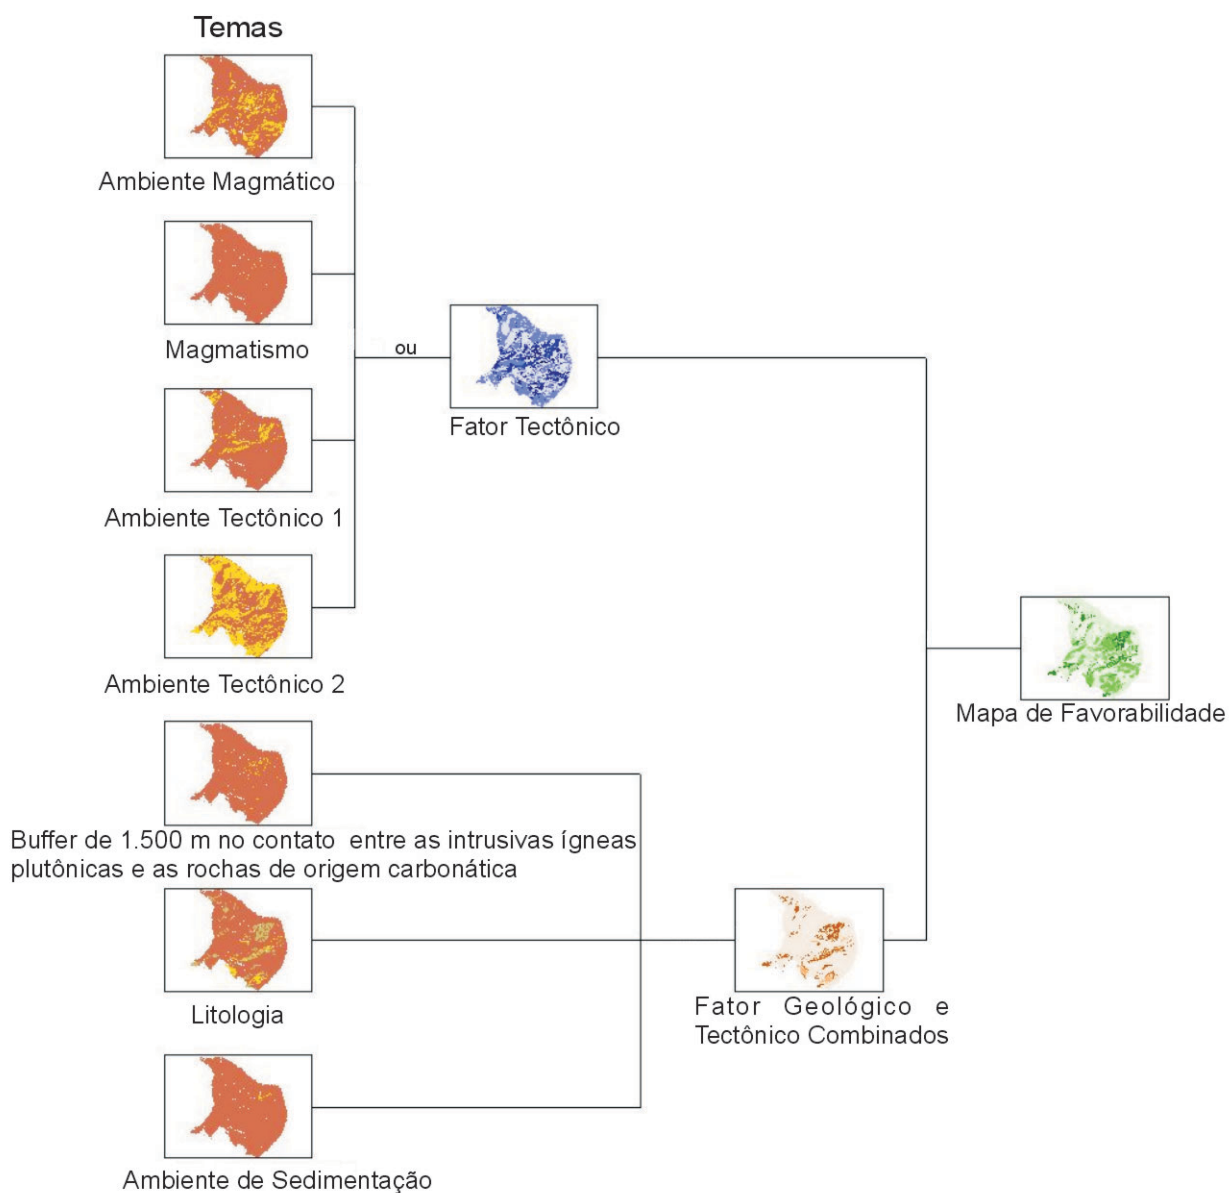 Temas
Ambiente Magmático
Magmatismo
ou
Fator Tectônico
Ambiente Tectônico 1
Ambiente Tectônico 2
Mapa de Favorabilidade
Buffer de 1.500 m no contato entre as intrusivas ígneas
plutônicas e as rochas de origem carbonática
Litologia
Fator Geológico e
Tectônico Combinados
Ambiente de Sedimentação